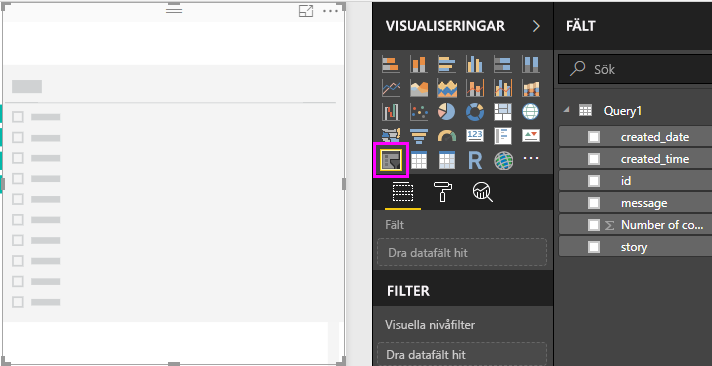 VISUALISERINGAR
FÄLT
Sök
Query1
created_date
created_time
id
message
Number of co...
story
123
R
Fält
Dra datafält hit
FILTER
Visuella nivåfilter
Dra datafält hit